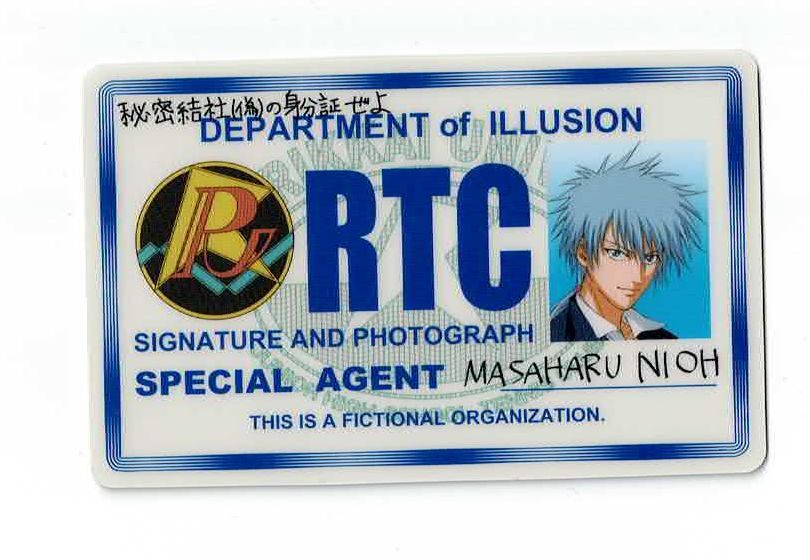 秘密結社(偽)の身分証ぜよ
DEPARTMENT of ILLUSION
RTC
SIGNATURE AND PHOTOGRAPH
SPECIAL AGENT MASAHARU NIOH
THIS IS A FICTIONAL ORGANIZATION.